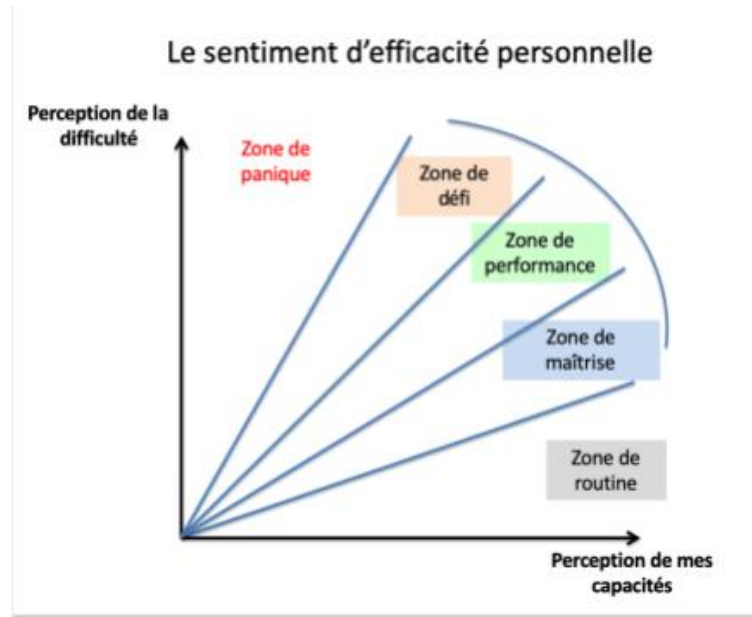 Le sentiment d'efficacité personnelle
Perception de la
difficulté
Zone de
panique
Zone de
défi
Zone de
performance
Zone de
maîtrise
Zone de
routine
Perception de mes
capacités